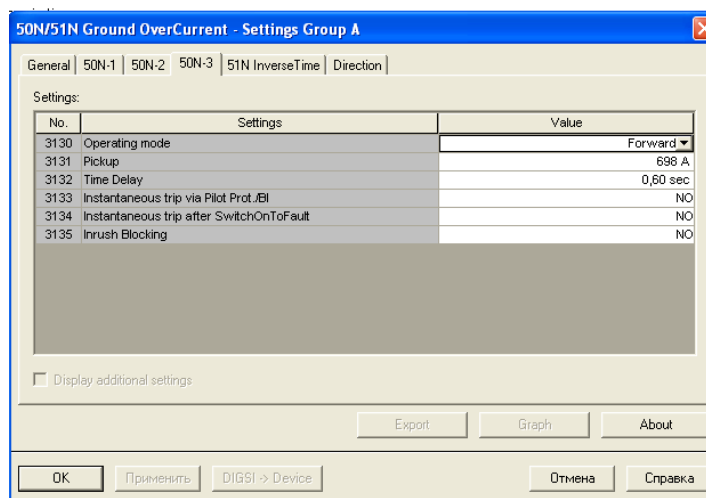 50N/51N Ground OverCurrent - Settings Group A
General 50N-1 50N-2 50N-3 51N InverseTime Direction
Settings:
No. Settings Value
3130 Operating mode Forward
3131 Pickup 698 A
3132 Time Delay 0,60 sec
3133 Instantaneous trip via Pilot Prot./BI NO
3134 Instantaneous trip after SwitchOnToFault NO
3135 Inrush Blocking NO
Display additional settings
Export Graph About
OK Применить DIGSI -> Device Отмена Справка